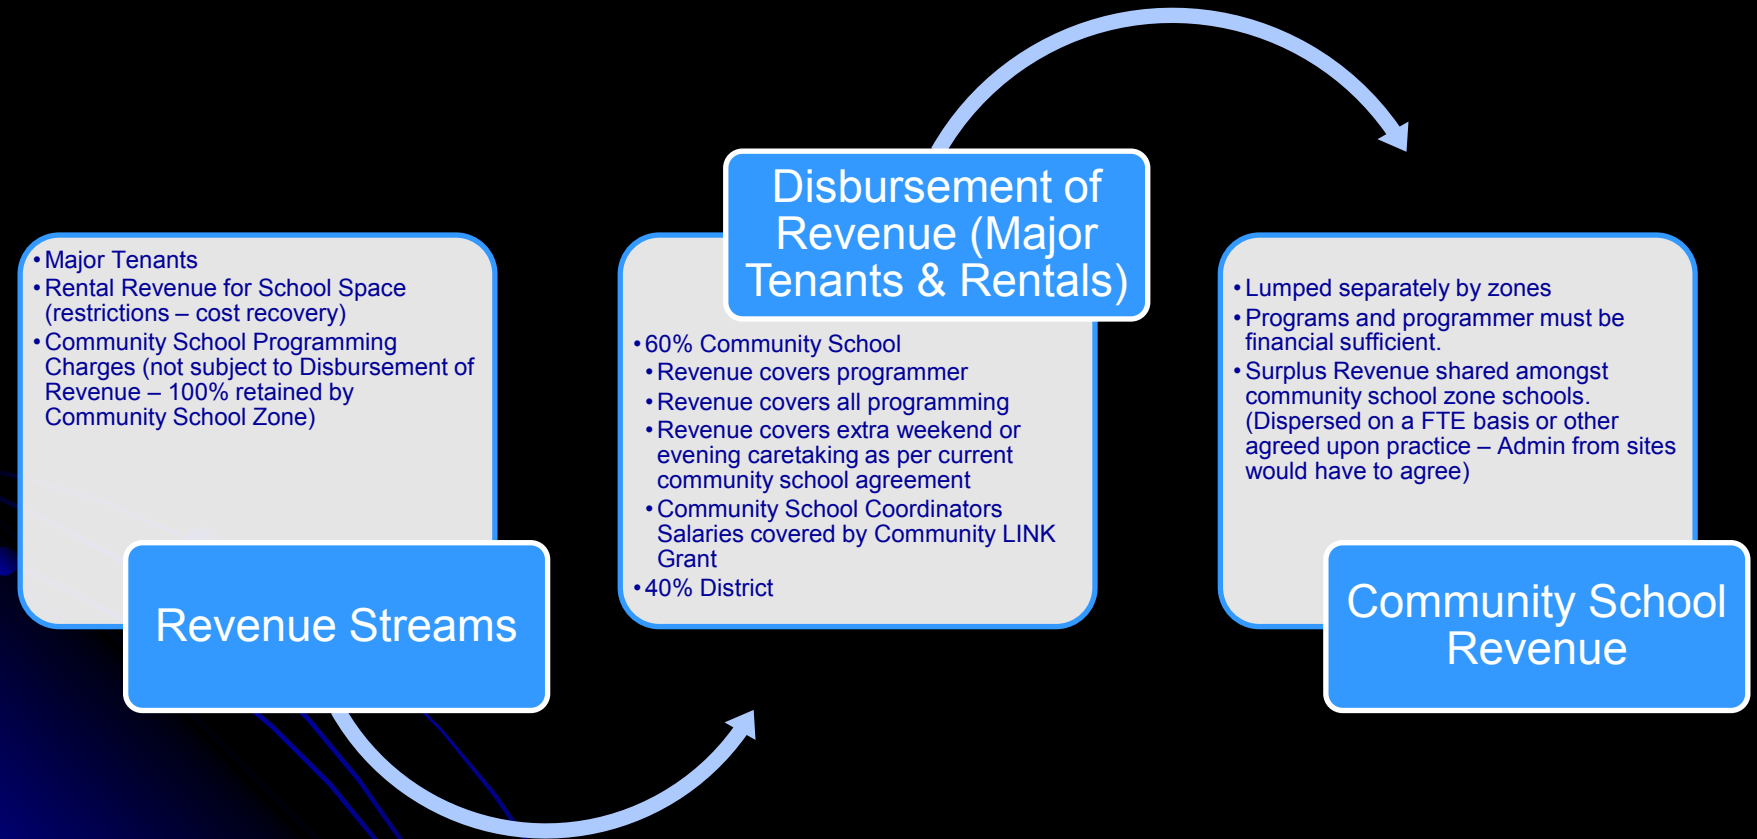 • Major Tenants
• Rental Revenue for School Space
(restrictions – cost recovery)
• Community School Programming
Charges (not subject to Disbursement of
Revenue – 100% retained by
Community School Zone)
Revenue Streams
Disbursement of
Revenue (Major
Tenants & Rentals)
• 60% Community School
• Revenue covers programmer
• Revenue covers all programming
• Revenue covers extra weekend or
evening caretaking as per current
community school agreement
• Community School Coordinators
Salaries covered by Community LINK
Grant
• 40% District
• Lumped separately by zones
• Programs and programmer must be
financial sufficient.
• Surplus Revenue shared amongst
community school zone schools.
(Dispersed on a FTE basis or other
agreed upon practice – Admin from sites
would have to agree)
Community School
Revenue